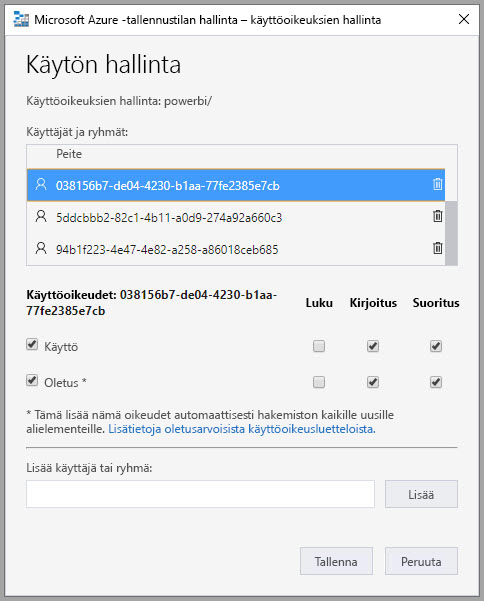 Microsoft Azure -tallennustilan hallinta – käyttöoikeuksien hallinta
Käytön hallinta
Käyttöoikeuksien hallinta: powerbi/
Käyttäjät ja ryhmät:
Peite
038156b7-de04-4230-b1aa-77fe2385e7cb
5ddcbbb2-82c1-4b11-a0d9-274a92a660c3
94b1f223-4e47-4e82-a258-a86018ceb685
Käyttöoikeudet: 038156b7-de04-4230-b1aa-
77fe2385e7cb
Luku Kirjoitus Suoritus
Käyttö
Oletus *
* Tämä lisää nämä oikeudet automaattisesti hakemiston kaikille uusille
alielementeille. Lisätietoja oletusarvoisista käyttöoikeusluetteloista.
Lisää käyttäjä tai ryhmä:
Lisää
Tallenna Peruuta